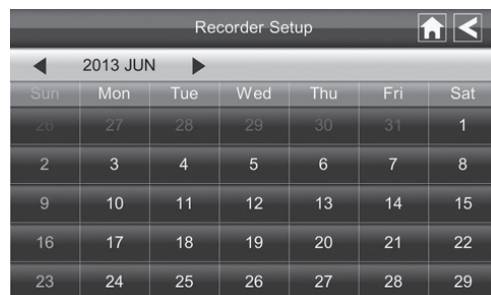 Recorder Setup
2013 JUN
Sun Mon Tue Wed Thu Fri Sat
26 27 28 29 30 31 1
2 3 4 5 6 7 8
9 10 11 12 13 14 15
16 17 18 19 20 21 22
23 24 25 26 27 28 29